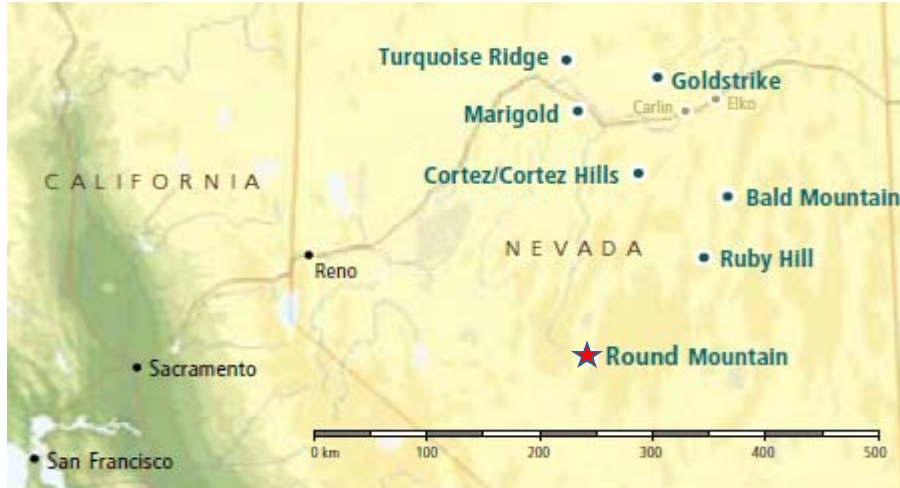 Turquoise Ridge
Goldstrike
Carlin
Elko
Marigold
CALIFORNIA
Cortez/Cortez Hills
Bald Mountain
NEVADA
Ruby Hill
Reno
Round Mountain
Sacramento
0 km 100 200 300 400 500
San Francisco